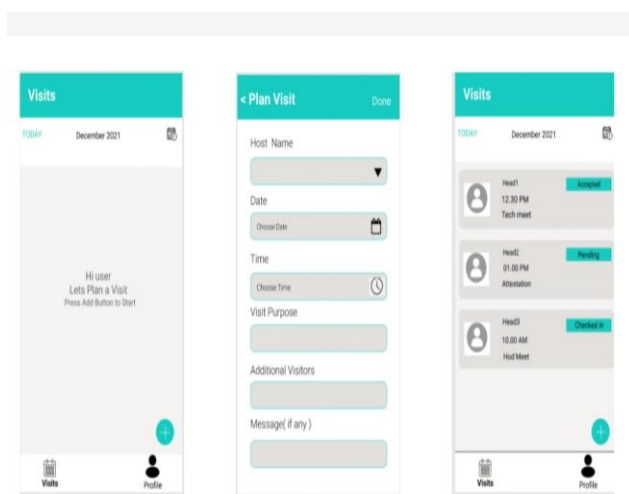 Visits
TODAY December 2021
Hi user
Lets Plan a Visit
Press Add Button to Start
+
Visits Profile
< Plan Visit Done
Host Name
Date
Choose Date
Time
Choose Time
Visit Purpose
Additional Visitors
Message( if any )
Visits
TODAY December 2021
Head1 Accepted
12.30 PM
Tech meet
Head2 Pending
01.00 PM
Attestation
Head3 Checked in
10.00 AM
Hod Meet
+
Visits Profile